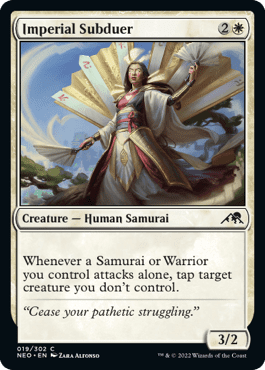 Imperial Subduer 2
Creature — Human Samurai
Whenever a Samurai or Warrior
you control attacks alone, tap target
creature you don't control.
"Cease your pathetic struggling."
3/2
019/302 C
NEO • EN Zara Alfonso
™ & © 2022 Wizards of the Coast